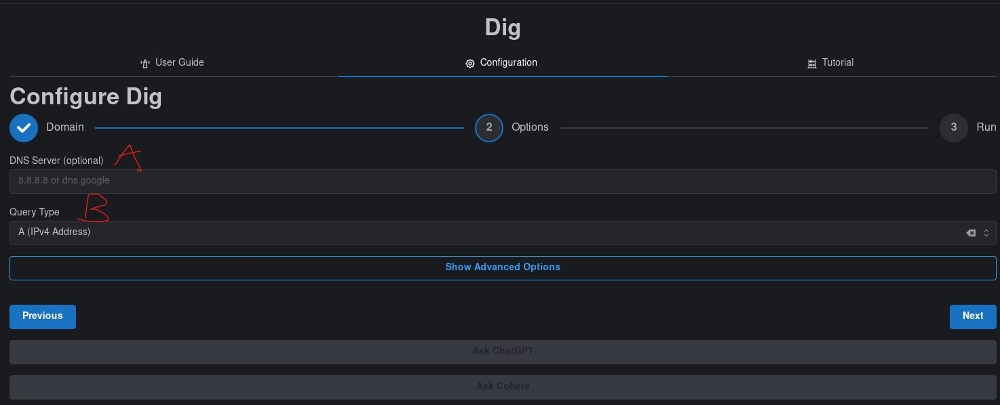 Dig
User Guide
Configuration
Tutorial
Configure Dig
Domain
2 Options
3 Run
DNS Server (optional) A
8.8.8.8 or dns.google
Query Type B
A (IPv4 Address)
Show Advanced Options
Previous
Next
Ask ChatGPT
Ask Cohere